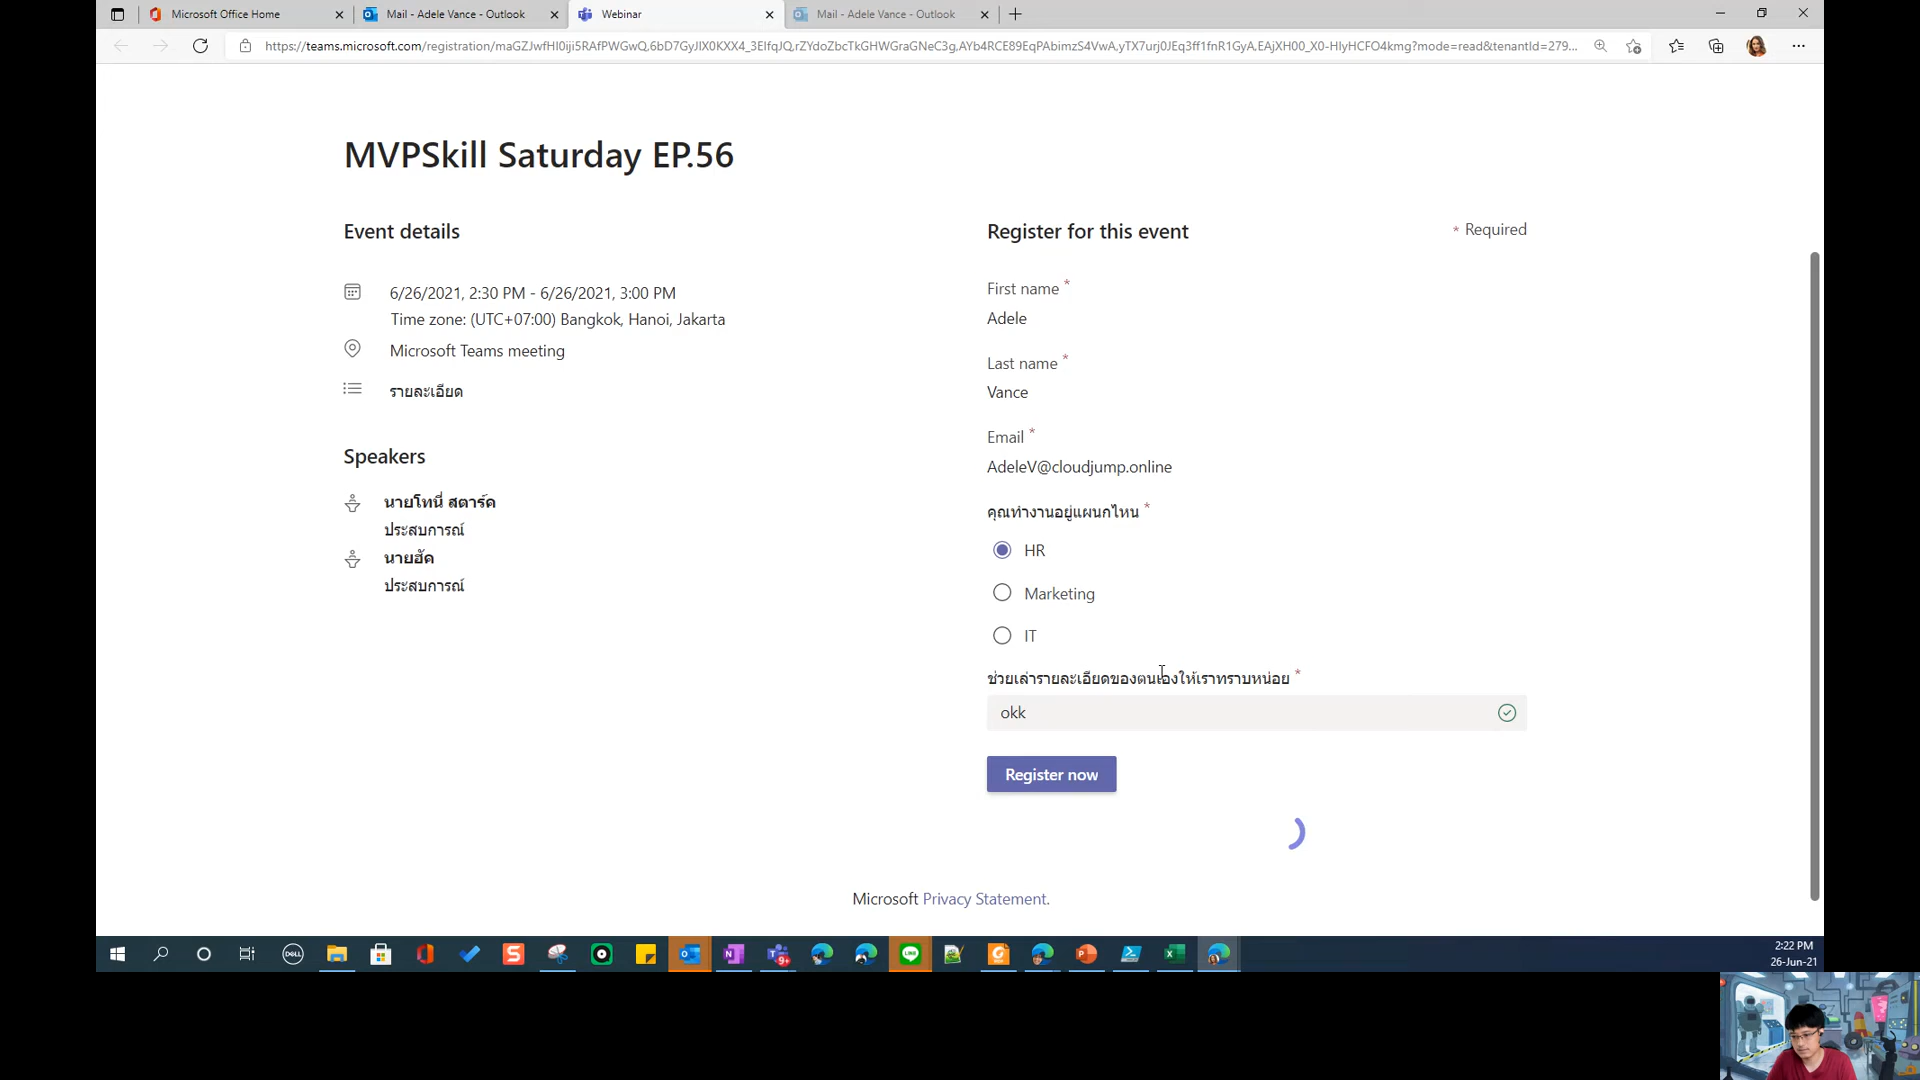 Microsoft Office Home
Mail - Adele Vance - Outlook
Webinar
Mail - Adele Vance - Outlook
https://teams.microsoft.com/registration/
?mode=read&tenantId=279...
MVPSkill Saturday EP.56
Event details
6/26/2021, 2:30 PM - 6/26/2021, 3:00 PM
Time zone: (UTC+07:00) Bangkok, Hanoi, Jakarta
Microsoft Teams meeting
รายละเอียด
Speakers
นายโทนี่ สตาร์ค
ประสบการณ์
นายฮัค
ประสบการณ์
Register for this event
* Required
First name *
Adele
Last name *
Vance
Email *
AdeleV@cloudjump.online
คุณทำงานอยู่แผนกไหน *
HR
Marketing
IT
ช่วยเล่ารายละเอียดของตนเองให้เราทราบหน่อย *
okk
Register now
Microsoft Privacy Statement.
DELL
9+
LINE
2:22 PM
26-Jun-21